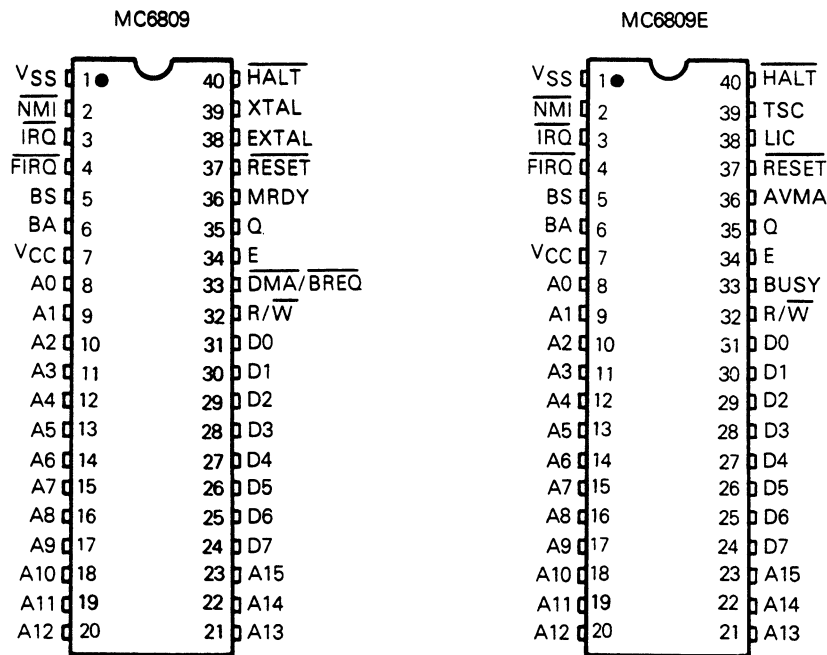 MC6809
VSS 1 40 HALT
NMI 2 39 XTAL
IRQ 3 38 EXTAL
FIRQ 4 37 RESET
BS 5 36 MRDY
BA 6 35 Q
VCC 7 34 E
A0 8 33 DMA/BREQ
A1 9 32 R/W
A2 10 31 D0
A3 11 30 D1
A4 12 29 D2
A5 13 28 D3
A6 14 27 D4
A7 15 26 D5
A8 16 25 D6
A9 17 24 D7
A10 18 23 A15
A11 19 22 A14
A12 20 21 A13
MC6809E
VSS 1 40 HALT
NMI 2 39 TSC
IRQ 3 38 LIC
FIRQ 4 37 RESET
BS 5 36 AVMA
BA 6 35 Q
VCC 7 34 E
A0 8 33 BUSY
A1 9 32 R/W
A2 10 31 D0
A3 11 30 D1
A4 12 29 D2
A5 13 28 D3
A6 14 27 D4
A7 15 26 D5
A8 16 25 D6
A9 17 24 D7
A10 18 23 A15
A11 19 22 A14
A12 20 21 A13